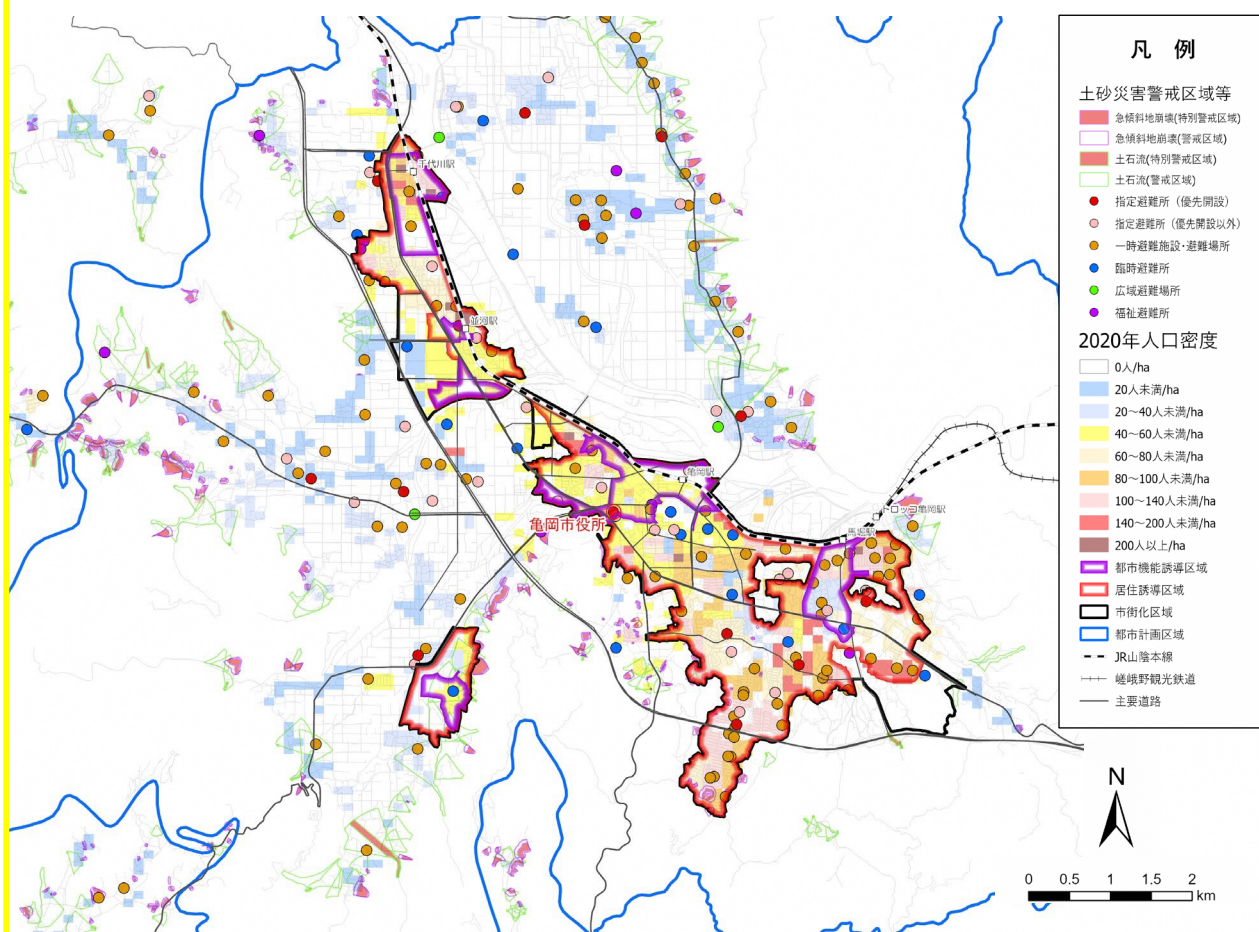 凡 例
土砂災害警戒区域等
急傾斜地崩壊(特別警戒区域)
急傾斜地崩壊(警戒区域)
土石流(特別警戒区域)
土石流(警戒区域)
指定避難所（優先開設）
指定避難所（優先開設以外）
一時避難施設・避難場所
臨時避難所
広域避難場所
福祉避難所
2020年人口密度
0人/ha
20人未満/ha
20～40人未満/ha
40～60人未満/ha
60～80人未満/ha
80～100人未満/ha
100～140人未満/ha
140～200人未満/ha
200人以上/ha
都市機能誘導区域
居住誘導区域
市街化区域
都市計画区域
JR山陰本線
嵯峨野観光鉄道
主要道路
千代川駅
並河駅
亀岡駅
亀岡市役所
トロッコ亀岡駅
馬堀駅
N
0 0.5 1 1.5 2
km